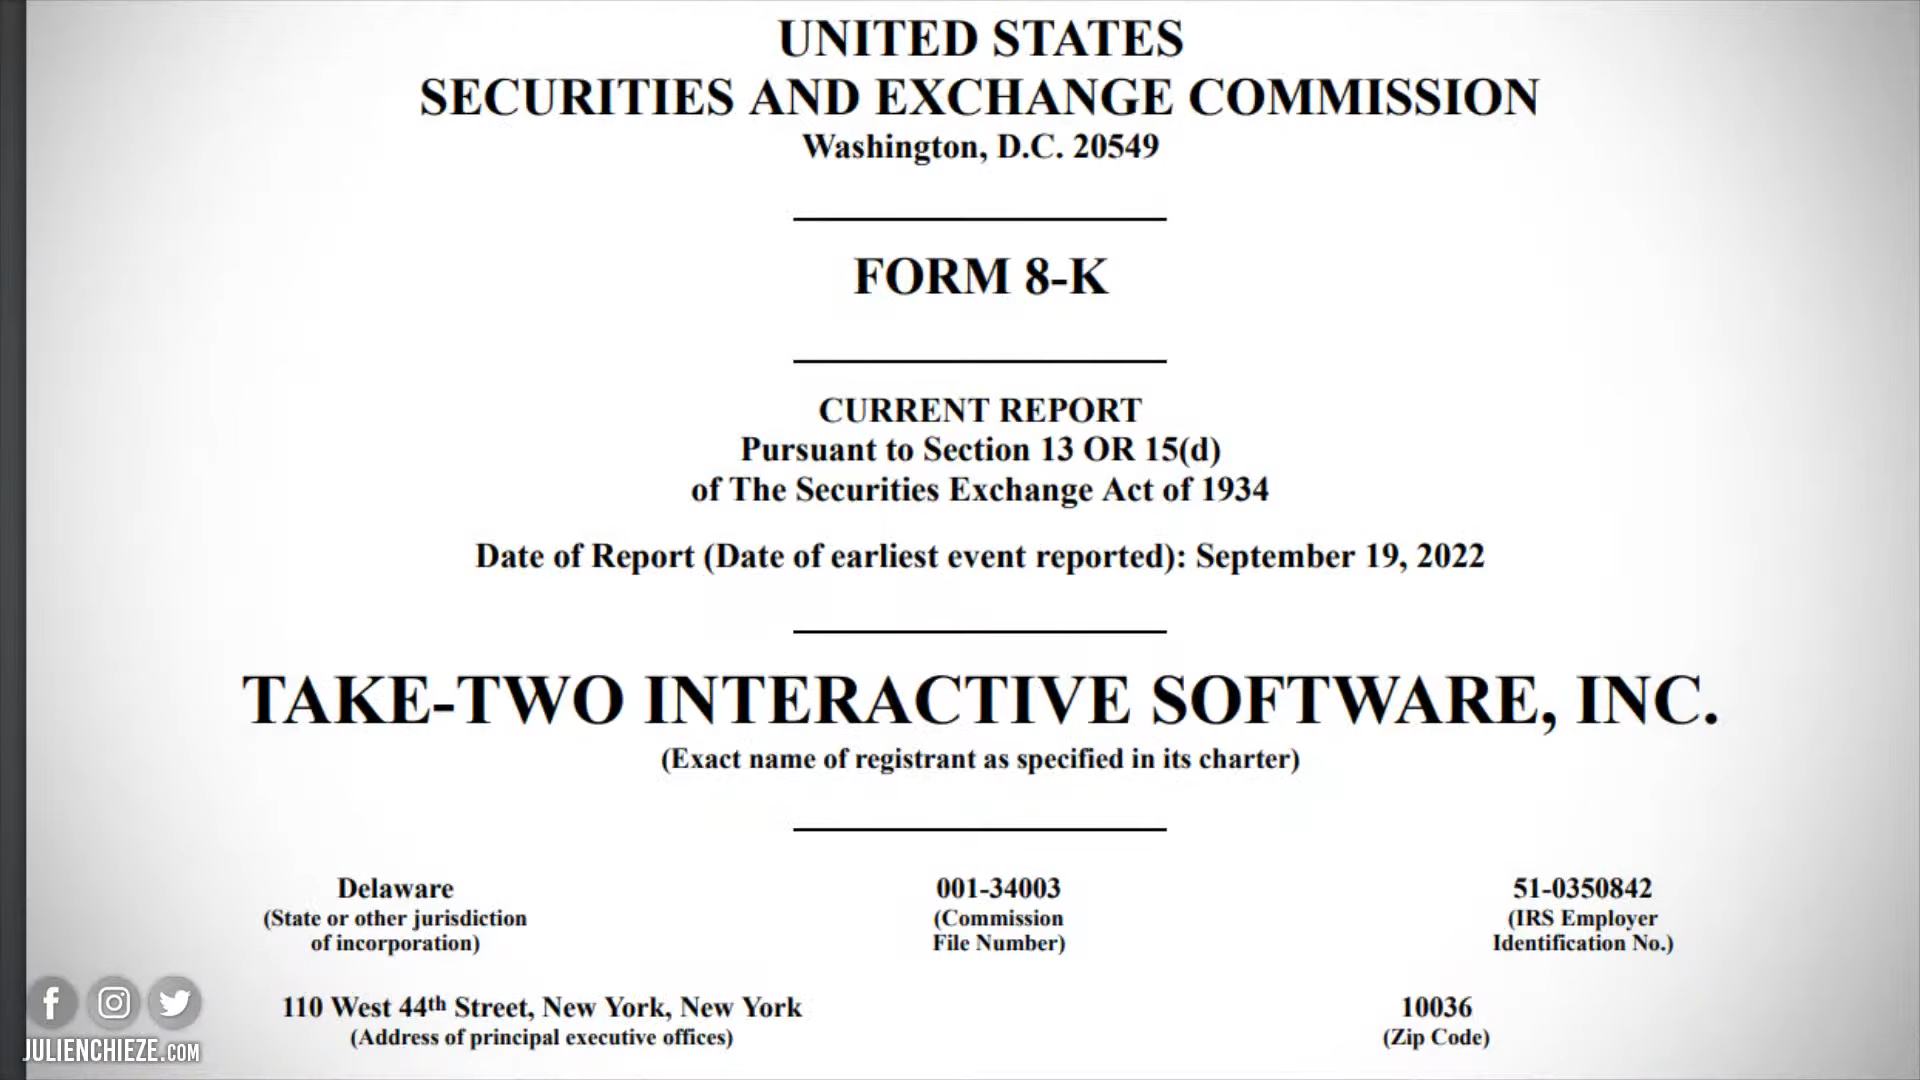 UNITED STATES
SECURITIES AND EXCHANGE COMMISSION
Washington, D.C. 20549
FORM 8-K
CURRENT REPORT
Pursuant to Section 13 OR 15(d)
of The Securities Exchange Act of 1934
Date of Report (Date of earliest event reported): September 19, 2022
TAKE-TWO INTERACTIVE SOFTWARE, INC.
(Exact name of registrant as specified in its charter)
Delaware
(State or other jurisdiction
of incorporation)
001-34003
(Commission
File Number)
51-0350842
(IRS Employer
Identification No.)
110 West 44th Street, New York, New York
(Address of principal executive offices)
10036
(Zip Code)
JULIENCHIEZE.COM